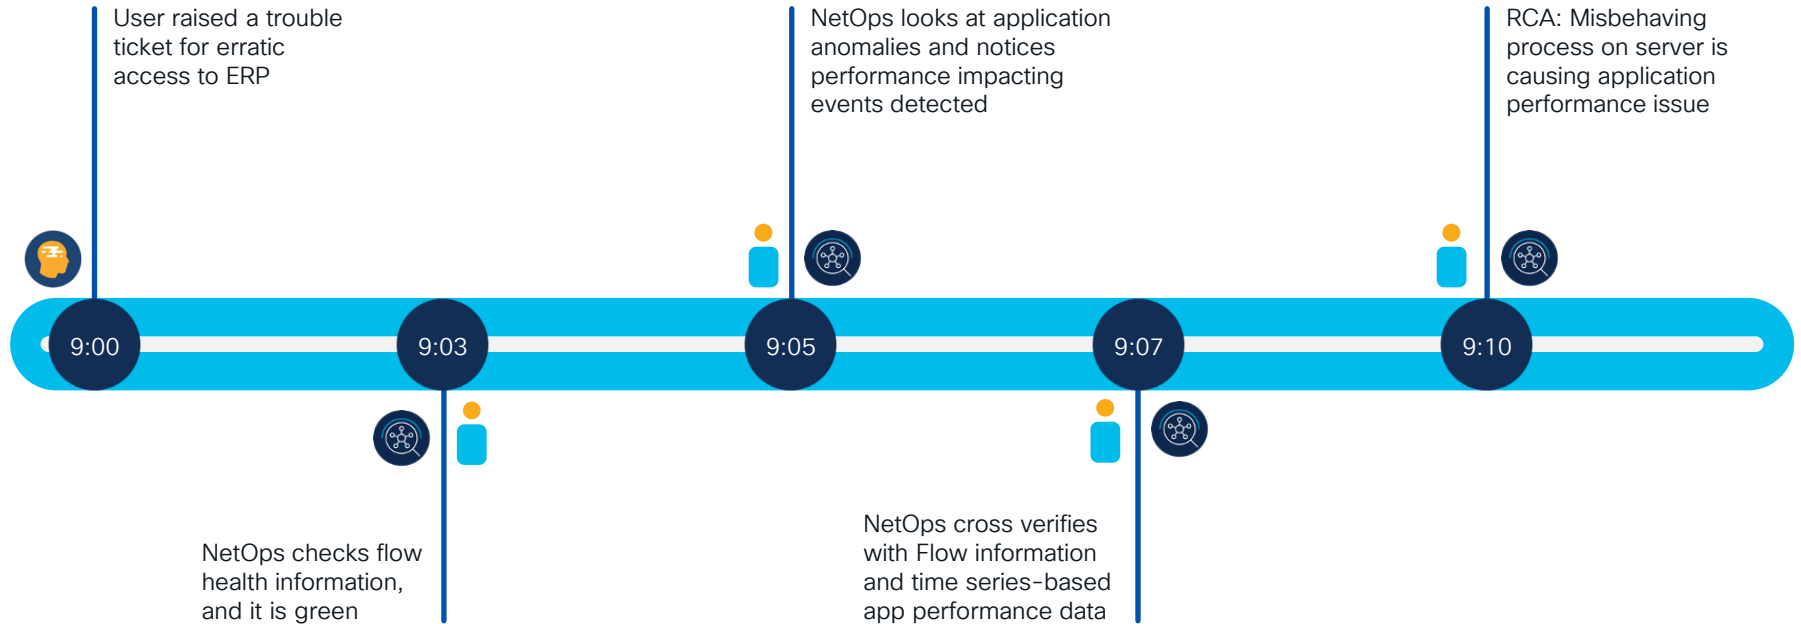 User raised a trouble
ticket for erratic
access to ERP
NetOps looks at application
anomalies and notices
performance impacting
events detected
RCA: Misbehaving
process on server is
causing application
performance issue
9:00
9:03
9:05
9:07
9:10
NetOps checks flow
health information,
and it is green
NetOps cross verifies
with Flow information
and time series-based
app performance data